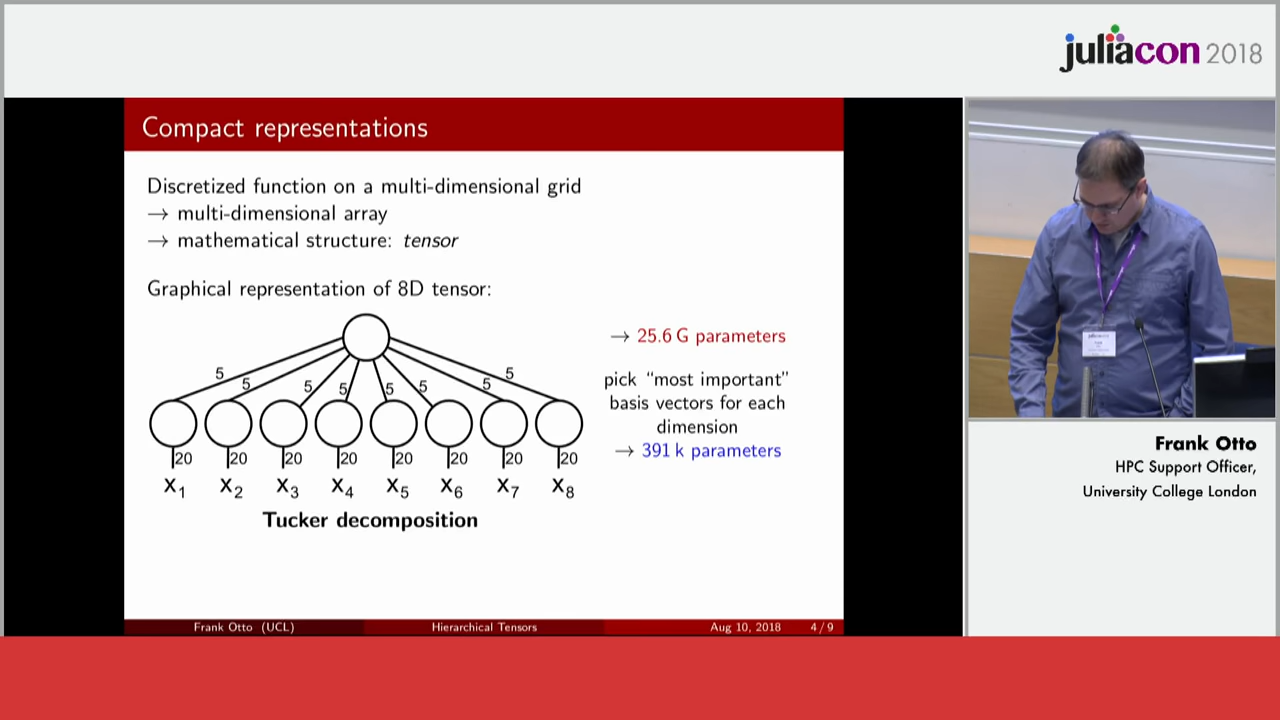 juliacon 2018
Compact representations
Discretized function on a multi-dimensional grid
→ multi-dimensional array
→ mathematical structure: tensor
Graphical representation of 8D tensor:
→ 25.6 G parameters
pick “most important”
basis vectors for each
dimension
→ 391 k parameters
5 5 5 5 5 5 5 5
20 20 20 20 20 20 20 20
x1 x2 x3 x4 x5 x6 x7 x8
Tucker decomposition
Frank Otto (UCL) Hierarchical Tensors Aug 10, 2018 4 / 9
Frank Otto
HPC Support Officer,
University College London